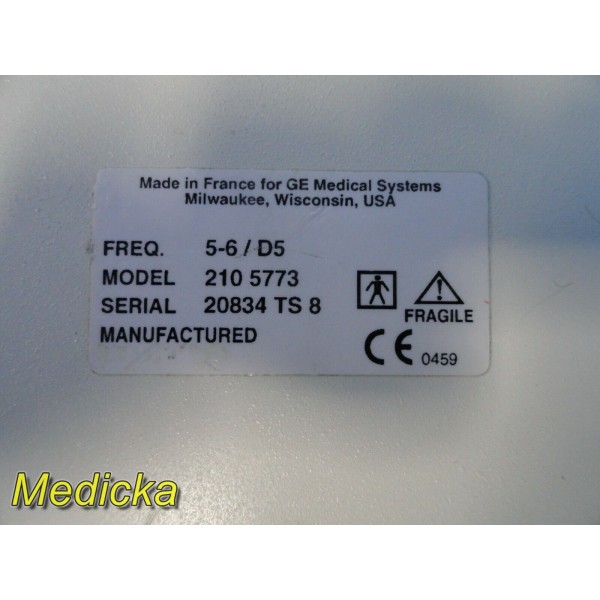 Made in France for GE Medical Systems
Milwaukee, Wisconsin, USA
FREQ. 5-6 / D5
MODEL 210 5773
SERIAL 20834 TS 8
MANUFACTURED
FRAGILE
CE 0459
Medicka